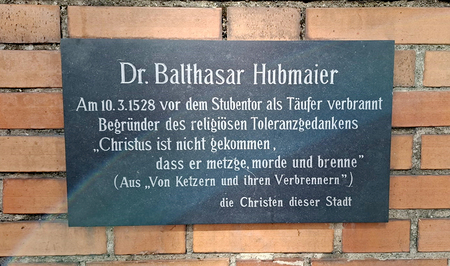 Dr. Balthasar Hubmaier
Am 10.3.1528 vor dem Stubentor als Täufer verbrannt
Begründer des religiösen Toleranzgedankens
„Christus ist nicht gekommen,
dass er metzge, morde und brenne"
(Aus „Von Ketzern und ihren Verbrennern")
die Christen dieser Stadt